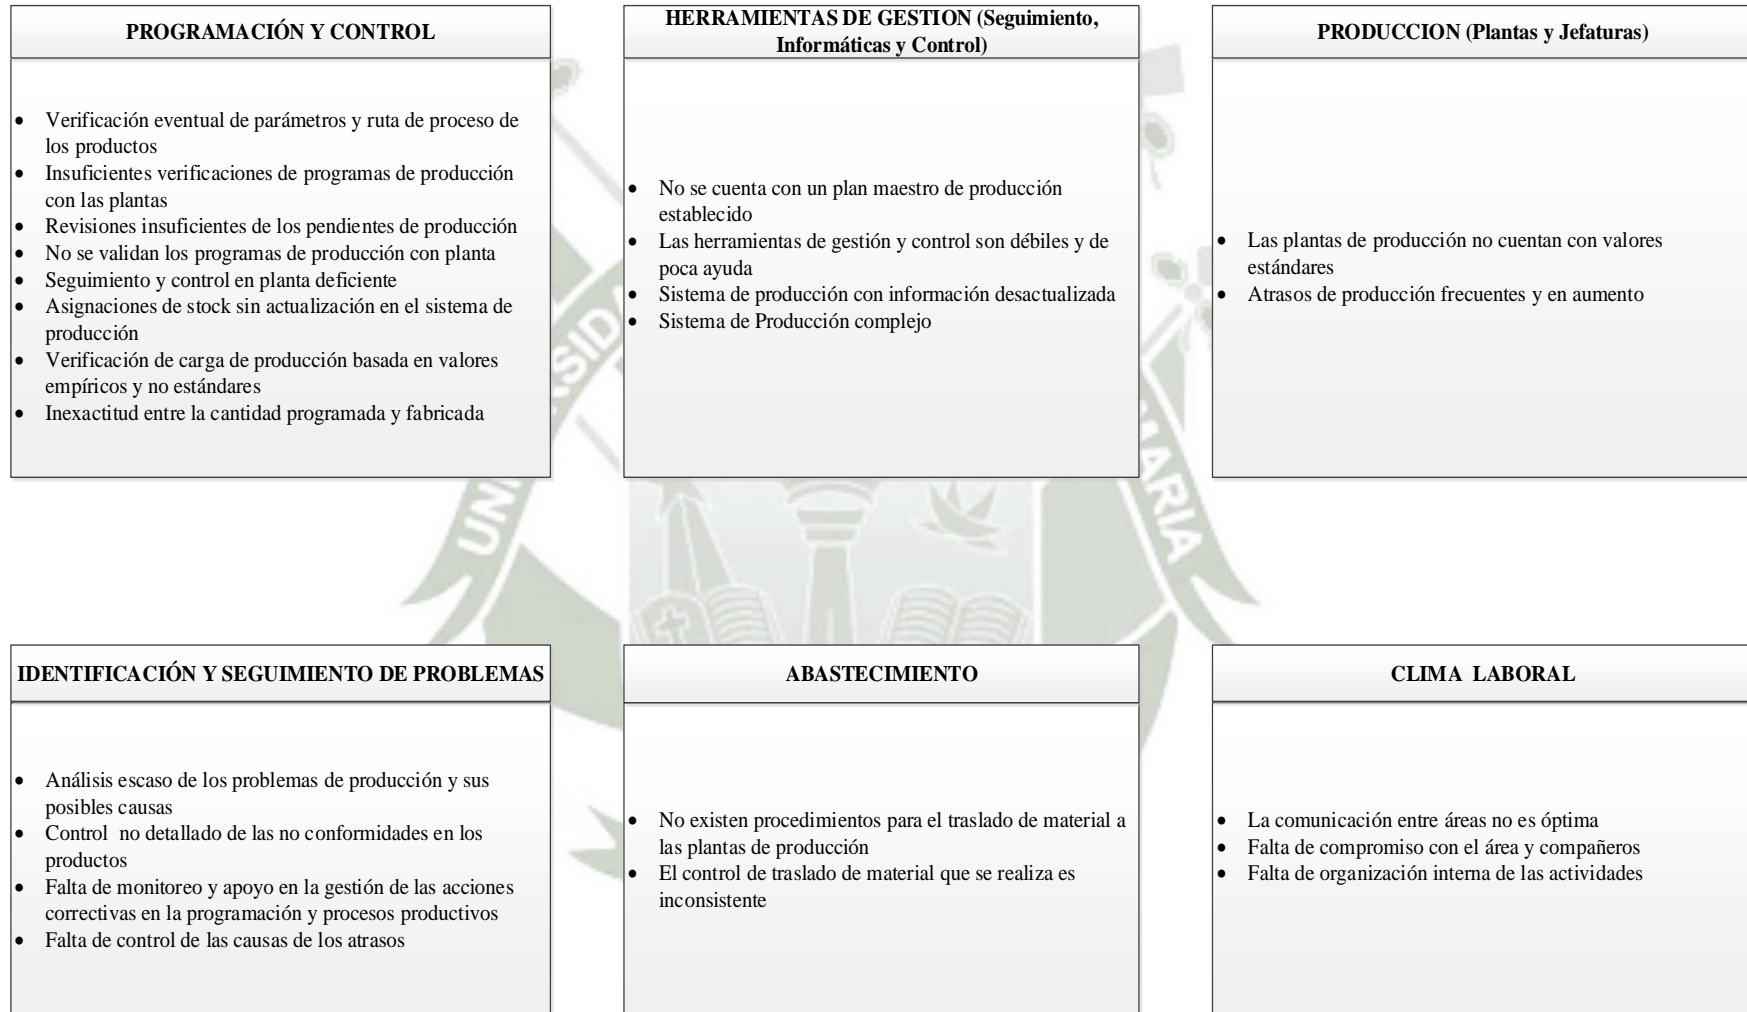 PROGRAMACIÓN Y CONTROL
• Verificación eventual de parámetros y ruta de proceso de
los productos
• Insuficientes verificaciones de programas de producción
con las plantas
• Revisiones insuficientes de los pendientes de producción
• No se validan los programas de producción con planta
• Seguimiento y control en planta deficiente
• Asignaciones de stock sin actualización en el sistema de
producción
• Verificación de carga de producción basada en valores
empíricos y no estándares
• Inexactitud entre la cantidad programada y fabricada
HERRAMIENTAS DE GESTION (Seguimiento,
Informáticas y Control)
• No se cuenta con un plan maestro de producción
establecido
• Las herramientas de gestión y control son débiles y de
poca ayuda
• Sistema de producción con información desactualizada
• Sistema de Producción complejo
PRODUCCION (Plantas y Jefaturas)
• Las plantas de producción no cuentan con valores
estándares
• Atrasos de producción frecuentes y en aumento
IDENTIFICACIÓN Y SEGUIMIENTO DE PROBLEMAS
• Análisis escaso de los problemas de producción y sus
posibles causas
• Control no detallado de las no conformidades en los
productos
• Falta de monitoreo y apoyo en la gestión de las acciones
correctivas en la programación y procesos productivos
• Falta de control de las causas de los atrasos
ABASTECIMIENTO
• No existen procedimientos para el traslado de material a
las plantas de producción
• El control de traslado de material que se realiza es
inconsistente
CLIMA LABORAL
• La comunicación entre áreas no es óptima
• Falta de compromiso con el área y compañeros
• Falta de organización interna de las actividades